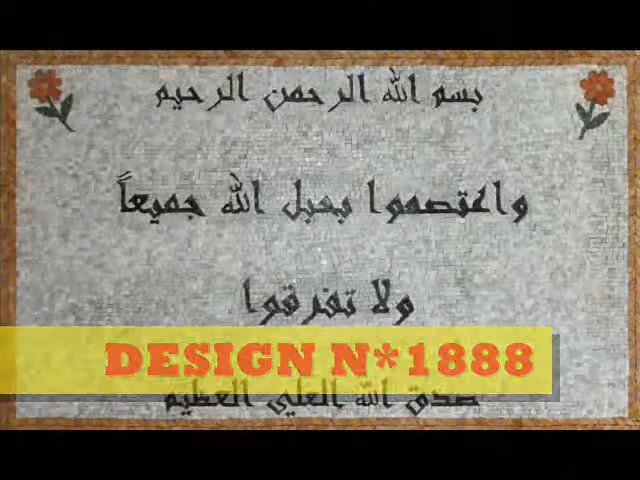 بسم الله الرحمن الرحيم
واعتصموا بحبل الله جميعاً
ولا تفرقوا
DESIGN N*1888
صدق الله العلي العظيم